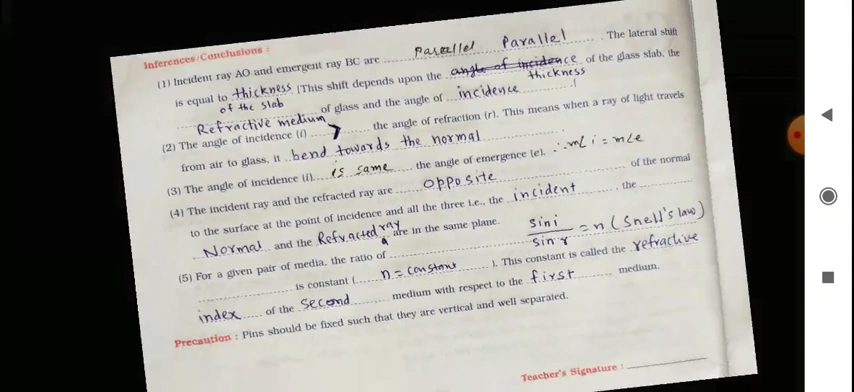 Inferences/Conclusions :
(1) Incident ray AO and emergent ray BC are parallel Parallel. The lateral shift
is equal to thickness of the slab [This shift depends upon the angle of incidence thickness of the glass slab, the
Refractive medium of glass and the angle of incidence.]
(2) The angle of incidence (i) > the angle of refraction (r). This means when a ray of light travels
from air to glass, it bend towards the normal
(3) The angle of incidence (i) is same the angle of emergence (e). ∴ m∠i = m∠e
(4) The incident ray and the refracted ray are opposite of the normal
to the surface at the point of incidence and all the three i.e., the incident, the
Normal and the Refracted ray are in the same plane.
(5) For a given pair of media, the ratio of sin i / sin r = n (Snell's law)
is constant (n = constant). This constant is called the refractive
index of the second medium with respect to the first medium.
Precaution : Pins should be fixed such that they are vertical and well separated.
Teacher's Signature :